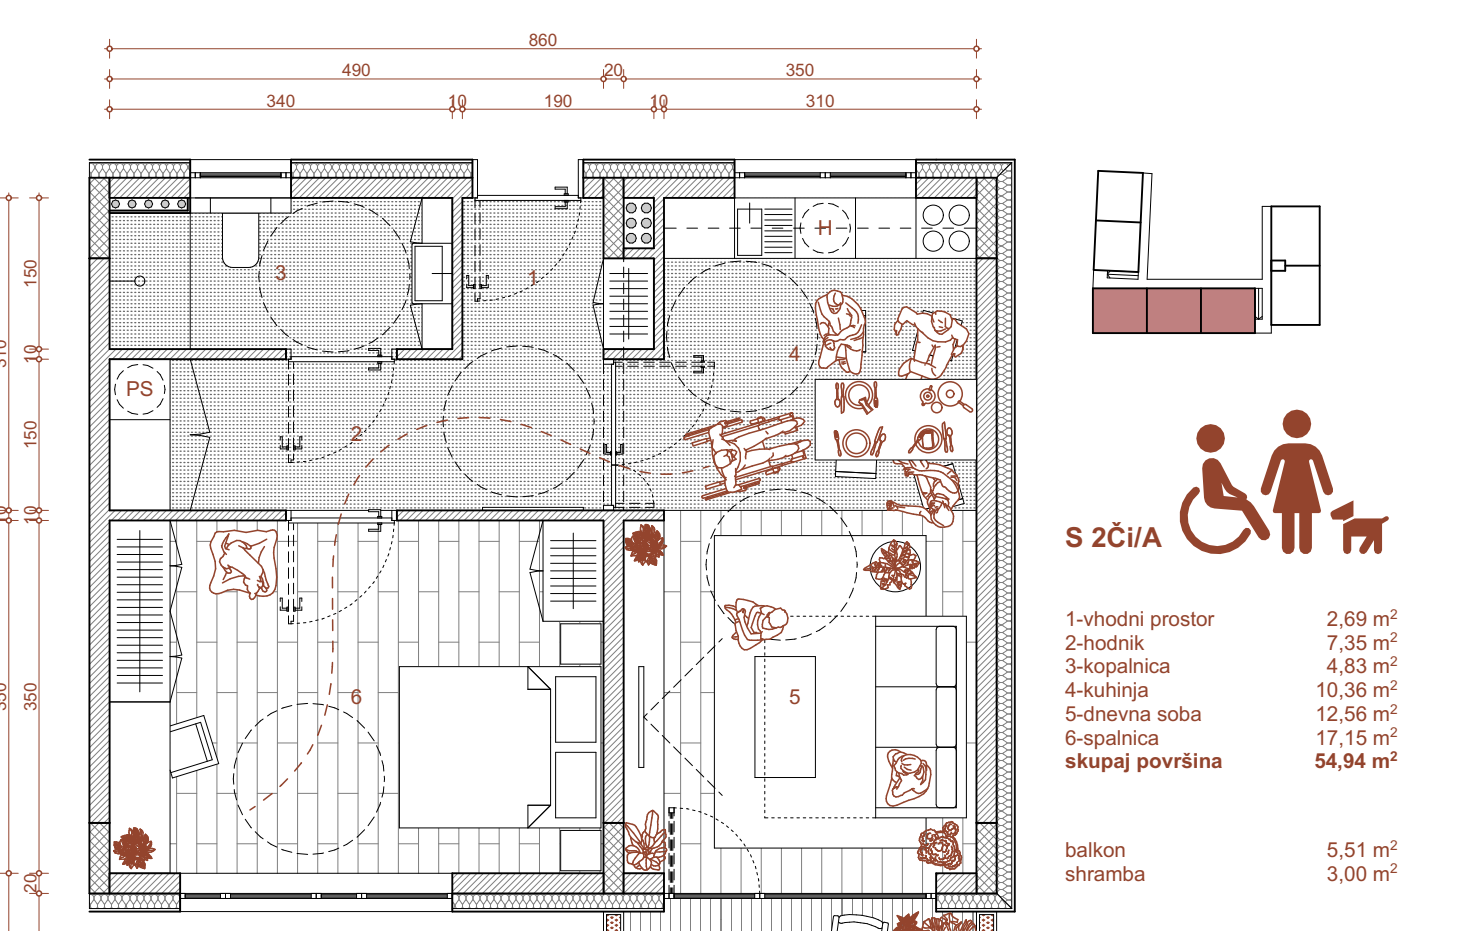 860
490 20 350
340 10 190 10 310
150
10
150
10
350
20
310
350
H
3
1
4
PS
2
6
5
S 2Či/A
1-vhodni prostor 2,69 m²
2-hodnik 7,35 m²
3-kopalnica 4,83 m²
4-kuhinja 10,36 m²
5-dnevna soba 12,56 m²
6-spalnica 17,15 m²
skupaj površina 54,94 m²
balkon 5,51 m²
shramba 3,00 m²